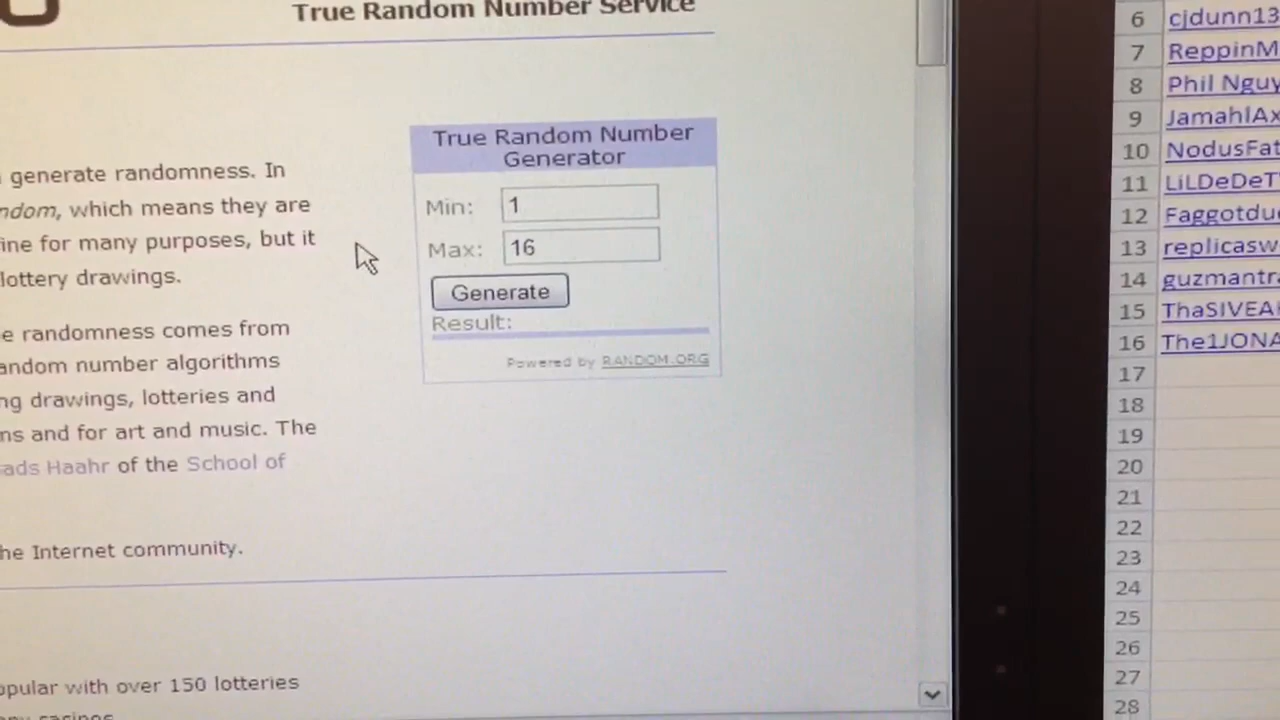 True Random Number Service
generate randomness. In
ndom, which means they are
ine for many purposes, but it
lottery drawings.
e randomness comes from
andom number algorithms
ng drawings, lotteries and
ns and for art and music. The
ads Haahr of the School of
he Internet community.
opular with over 150 lotteries
True Random Number
Generator
Min: 1
Max: 16
Generate
Result:
Powered by RANDOM.ORG
6 cjdunn13
7 ReppinM
8 Phil Nguy
9 JamahlAx
10 NodusFat
11 LiLDeDeT
12 Faggotdu
13 replicasw
14 guzmantra
15 ThaSIVEA
16 The1JONA
17
18
19
20
21
22
23
24
25
26
27
28